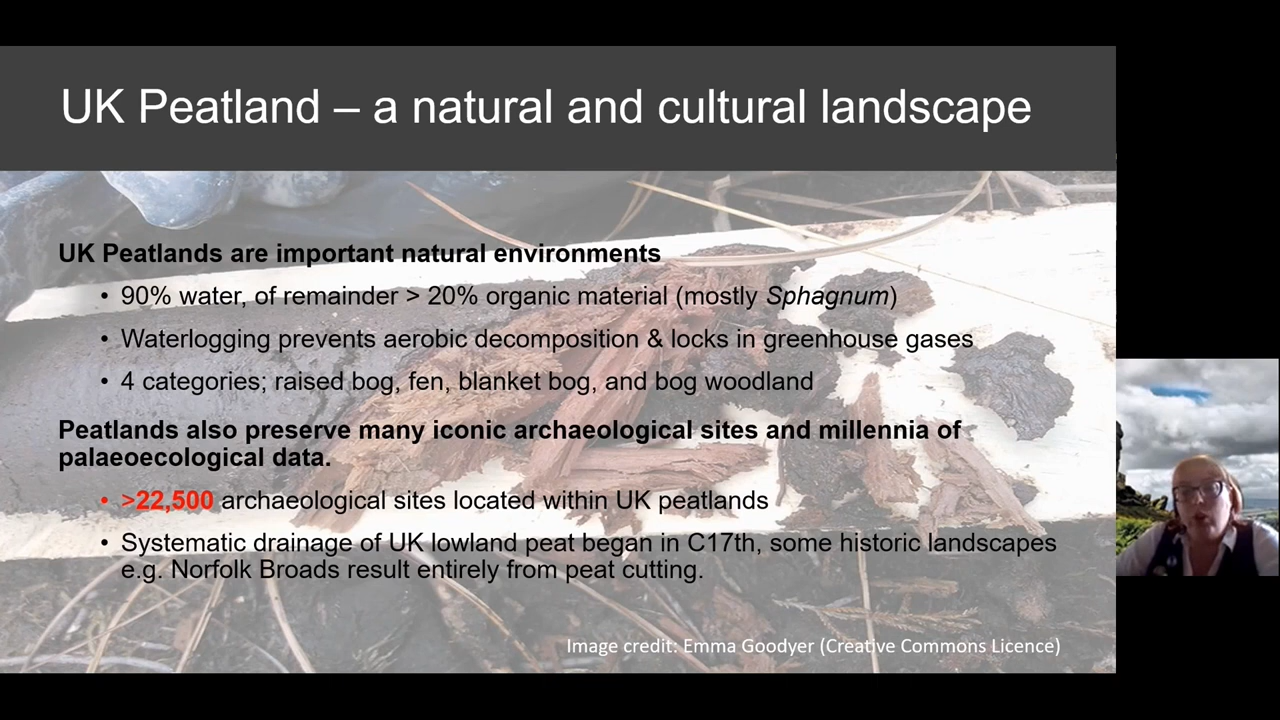 UK Peatland – a natural and cultural landscape
UK Peatlands are important natural environments
• 90% water, of remainder > 20% organic material (mostly Sphagnum)
• Waterlogging prevents aerobic decomposition & locks in greenhouse gases
• 4 categories; raised bog, fen, blanket bog, and bog woodland
Peatlands also preserve many iconic archaeological sites and millennia of
palaeoecological data.
• >22,500 archaeological sites located within UK peatlands
• Systematic drainage of UK lowland peat began in C17th, some historic landscapes
e.g. Norfolk Broads result entirely from peat cutting.
Image credit: Emma Goodyer (Creative Commons Licence)